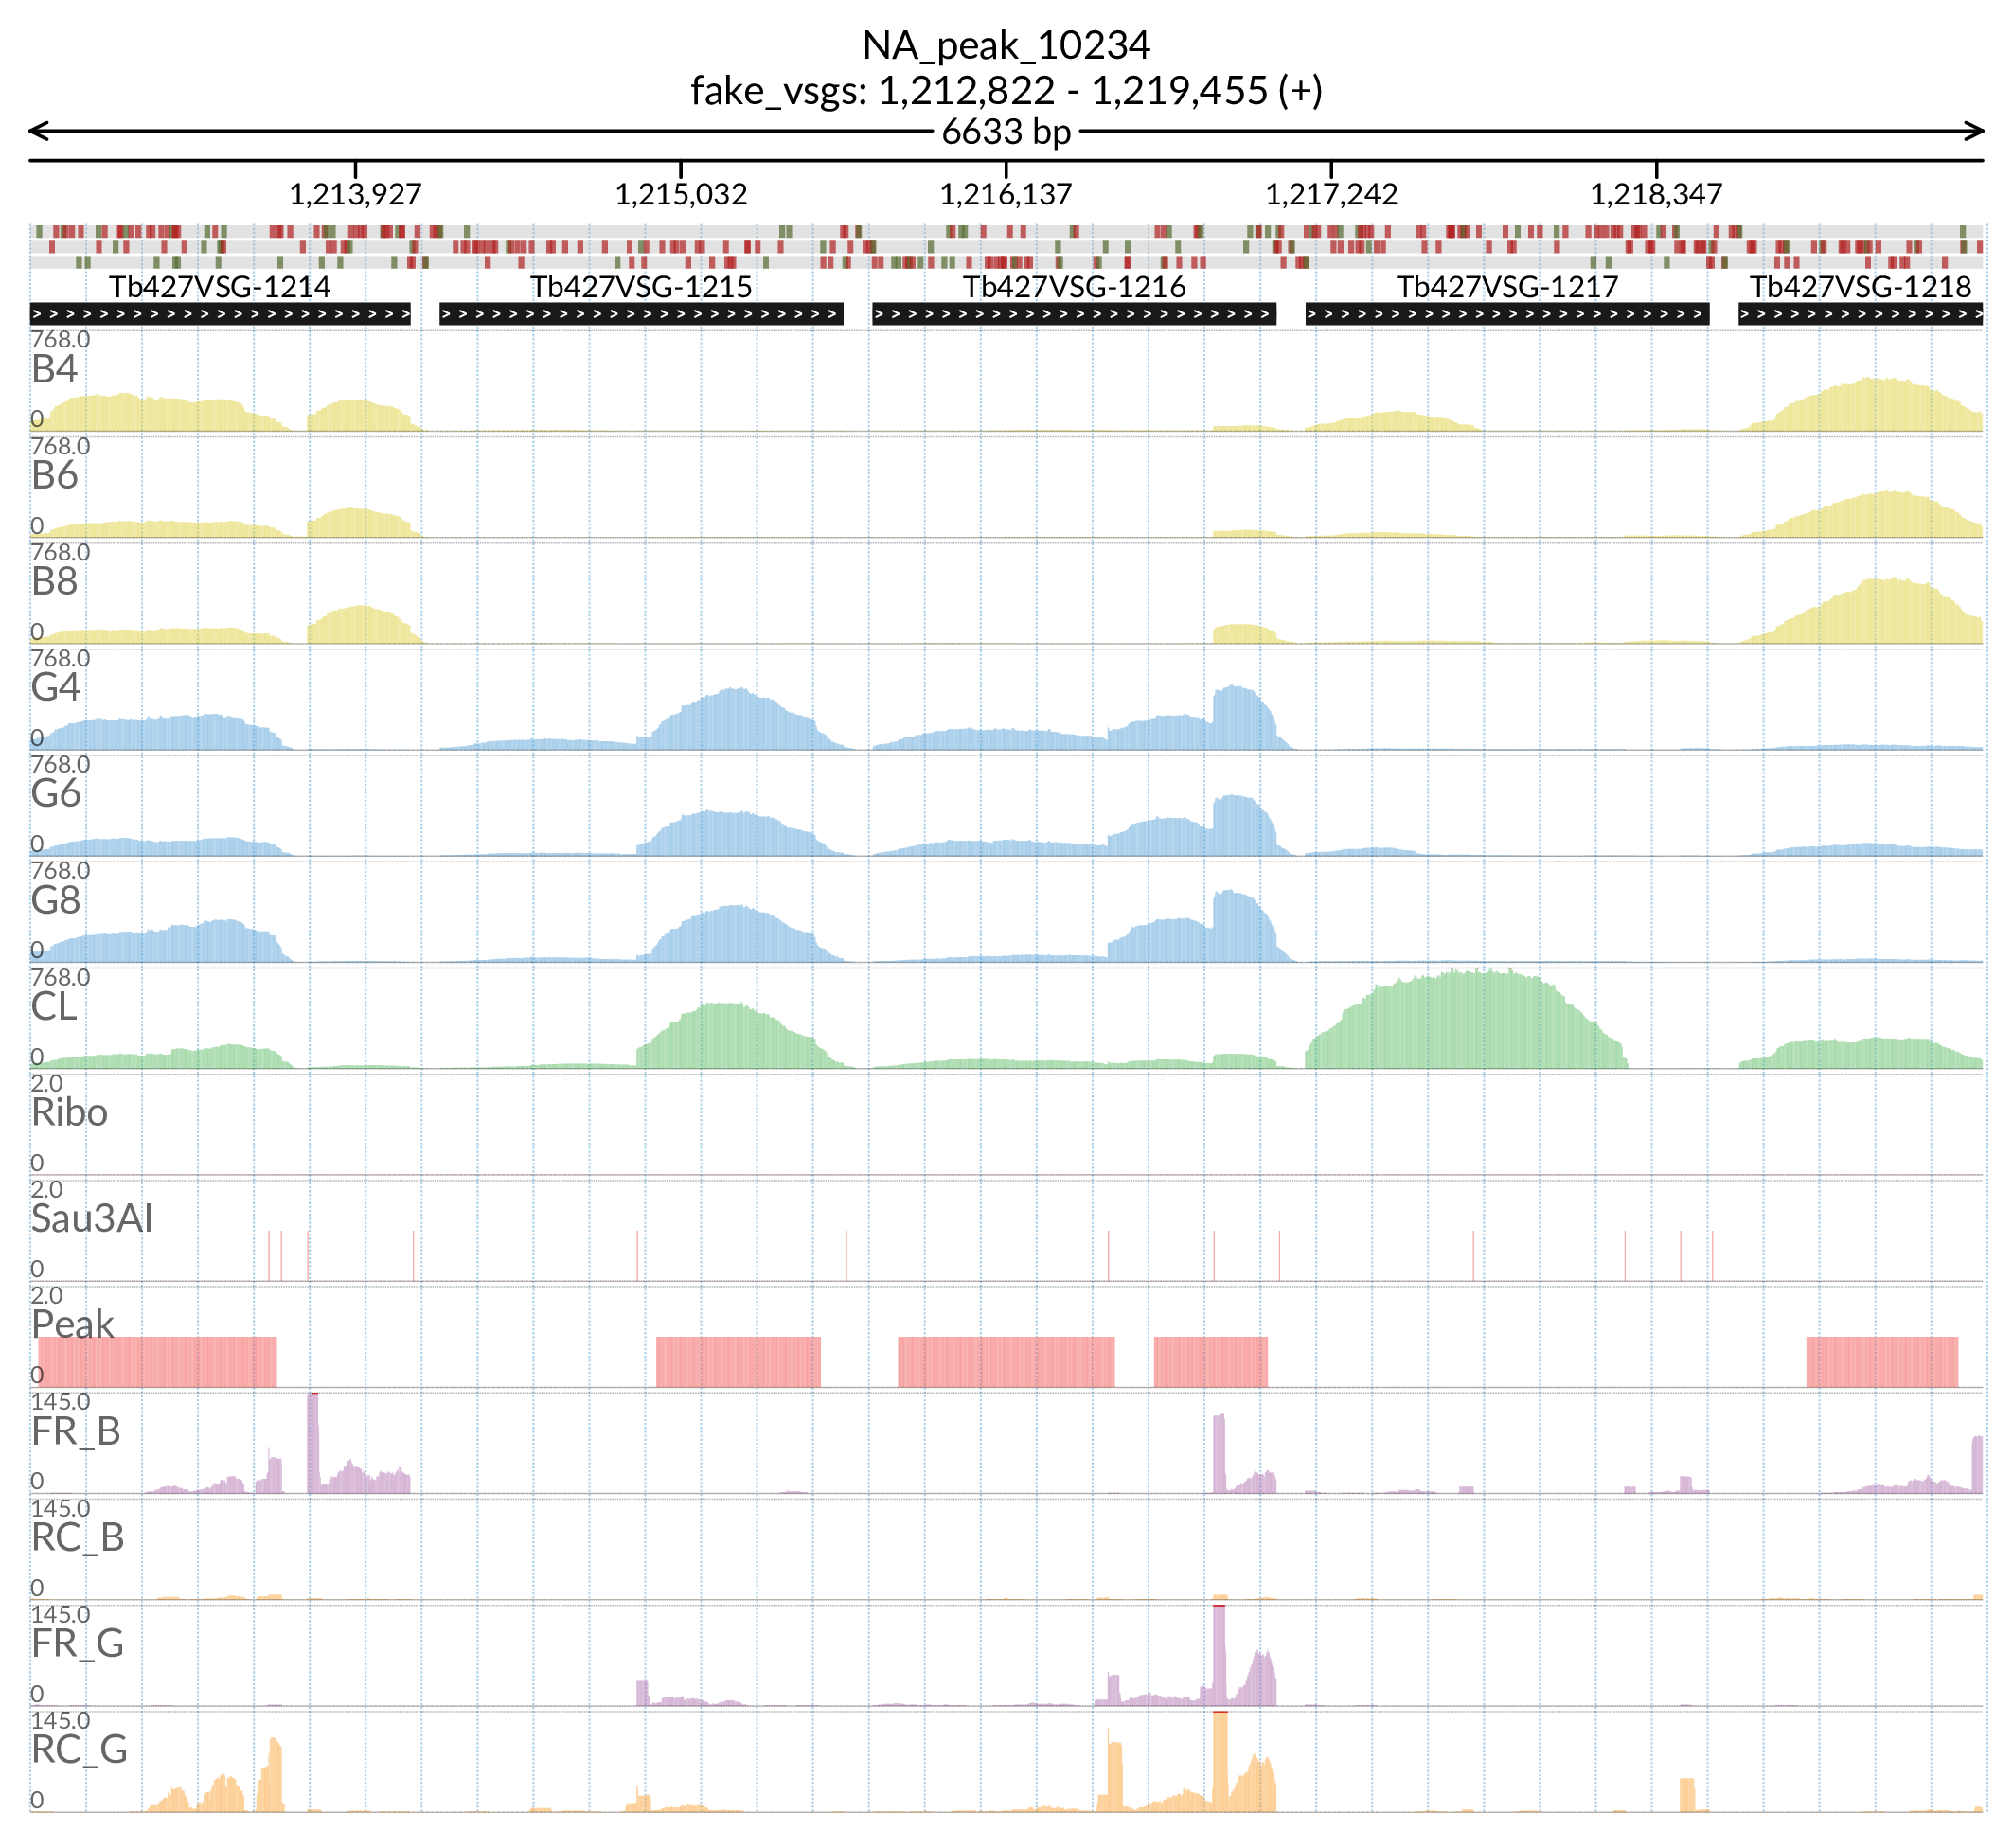 NA_peak_10234
fake_vsgs: 1,212,822 - 1,219,455 (+)
6633 bp
1,213,927 1,215,032 1,216,137 1,217,242 1,218,347
Tb427VSG-1214 Tb427VSG-1215 Tb427VSG-1216 Tb427VSG-1217 Tb427VSG-1218
768.0
B4
0
768.0
B6
0
768.0
B8
0
768.0
G4
0
768.0
G6
0
768.0
G8
0
768.0
CL
0
2.0
Ribo
0
2.0
Sau3AI
0
2.0
Peak
0
145.0
FR_B
0
145.0
RC_B
0
145.0
FR_G
0
145.0
RC_G
0